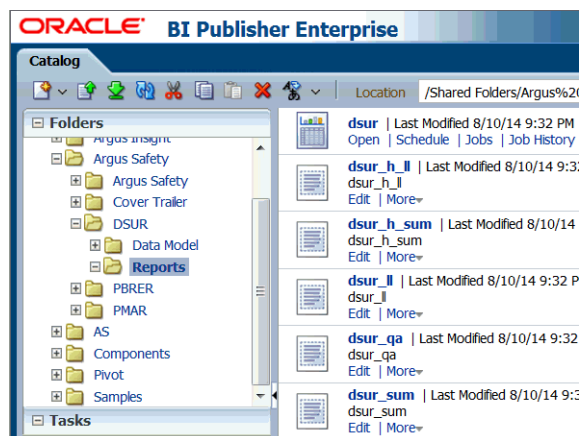 ORACLE® BI Publisher Enterprise
Catalog
Location /Shared Folders/Argus%20
Folders
Argus Insight
Argus Safety
Argus Safety
Cover Trailer
DSUR
Data Model
Reports
PBRER
PMAR
AS
Components
Pivot
Samples
Tasks
dsur | Last Modified 8/10/14 9:32 PM
Open | Schedule | Jobs | Job History
dsur_h_ll | Last Modified 8/10/14 9:32
dsur_h_ll
Edit | More
dsur_h_sum | Last Modified 8/10/14
dsur_h_sum
Edit | More
dsur_ll | Last Modified 8/10/14 9:32 P
dsur_ll
Edit | More
dsur_qa | Last Modified 8/10/14 9:32
dsur_qa
Edit | More
dsur_sum | Last Modified 8/10/14 9:3
dsur_sum
Edit | More